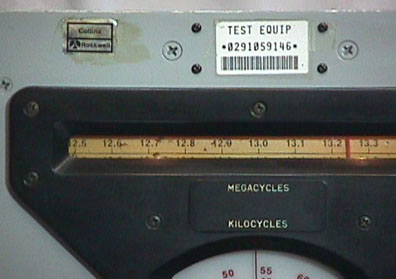 Collins
Rockwell
TEST EQUIP
*0291059146*
12.5 12.6 12.7 12.8 12.9 13.0 13.1 13.2 13.3
MEGACYCLES
KILOCYCLES
50 55 60